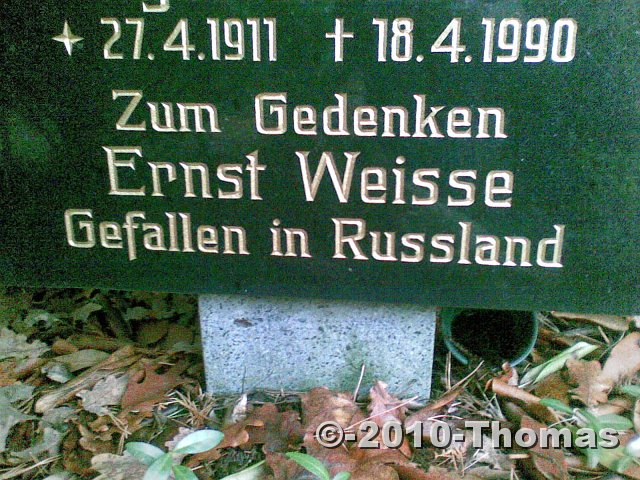 27.4.1911 † 18.4.1990
Zum Gedenken
Ernst Weisse
Gefallen in Russland
©-2010-Thomas